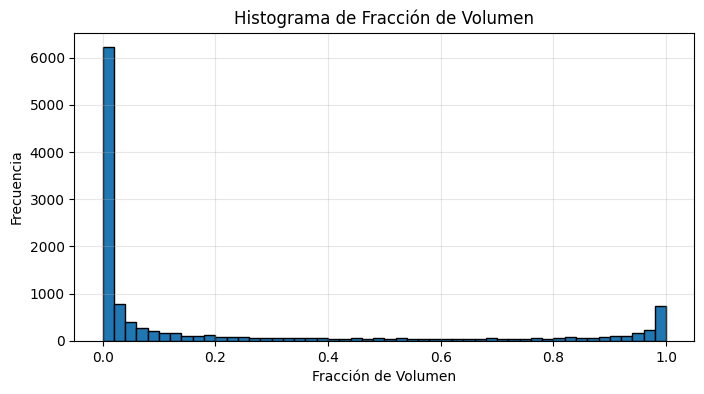 Histograma de Fracción de Volumen
6000
5000
4000
3000
2000
1000
0
Frecuencia
0.0 0.2 0.4 0.6 0.8 1.0
Fracción de Volumen